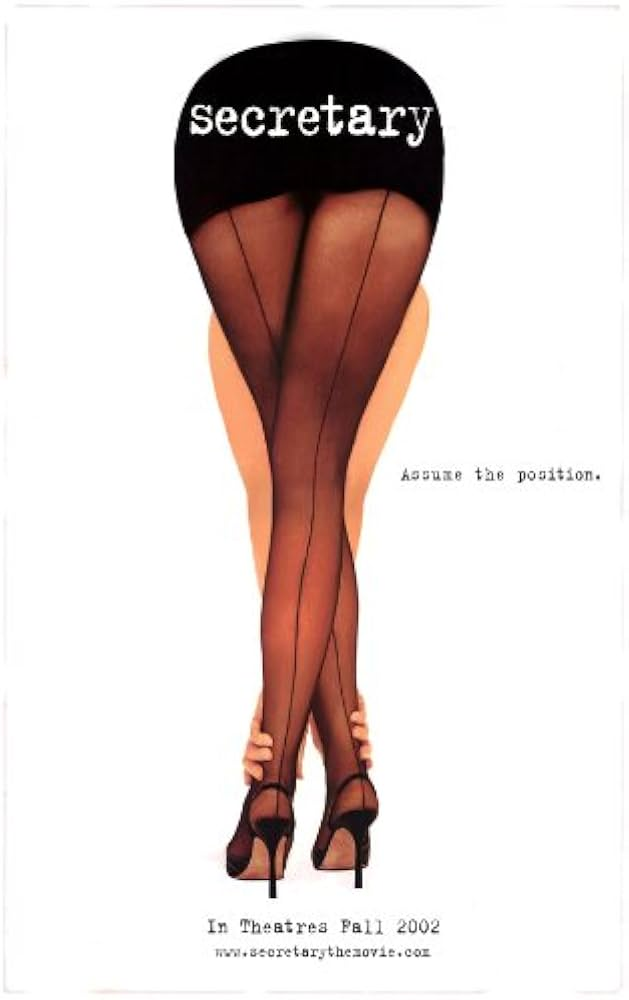 secretary
Assume the position.
In Theatres Fall 2002
www.secretarythemovie.com